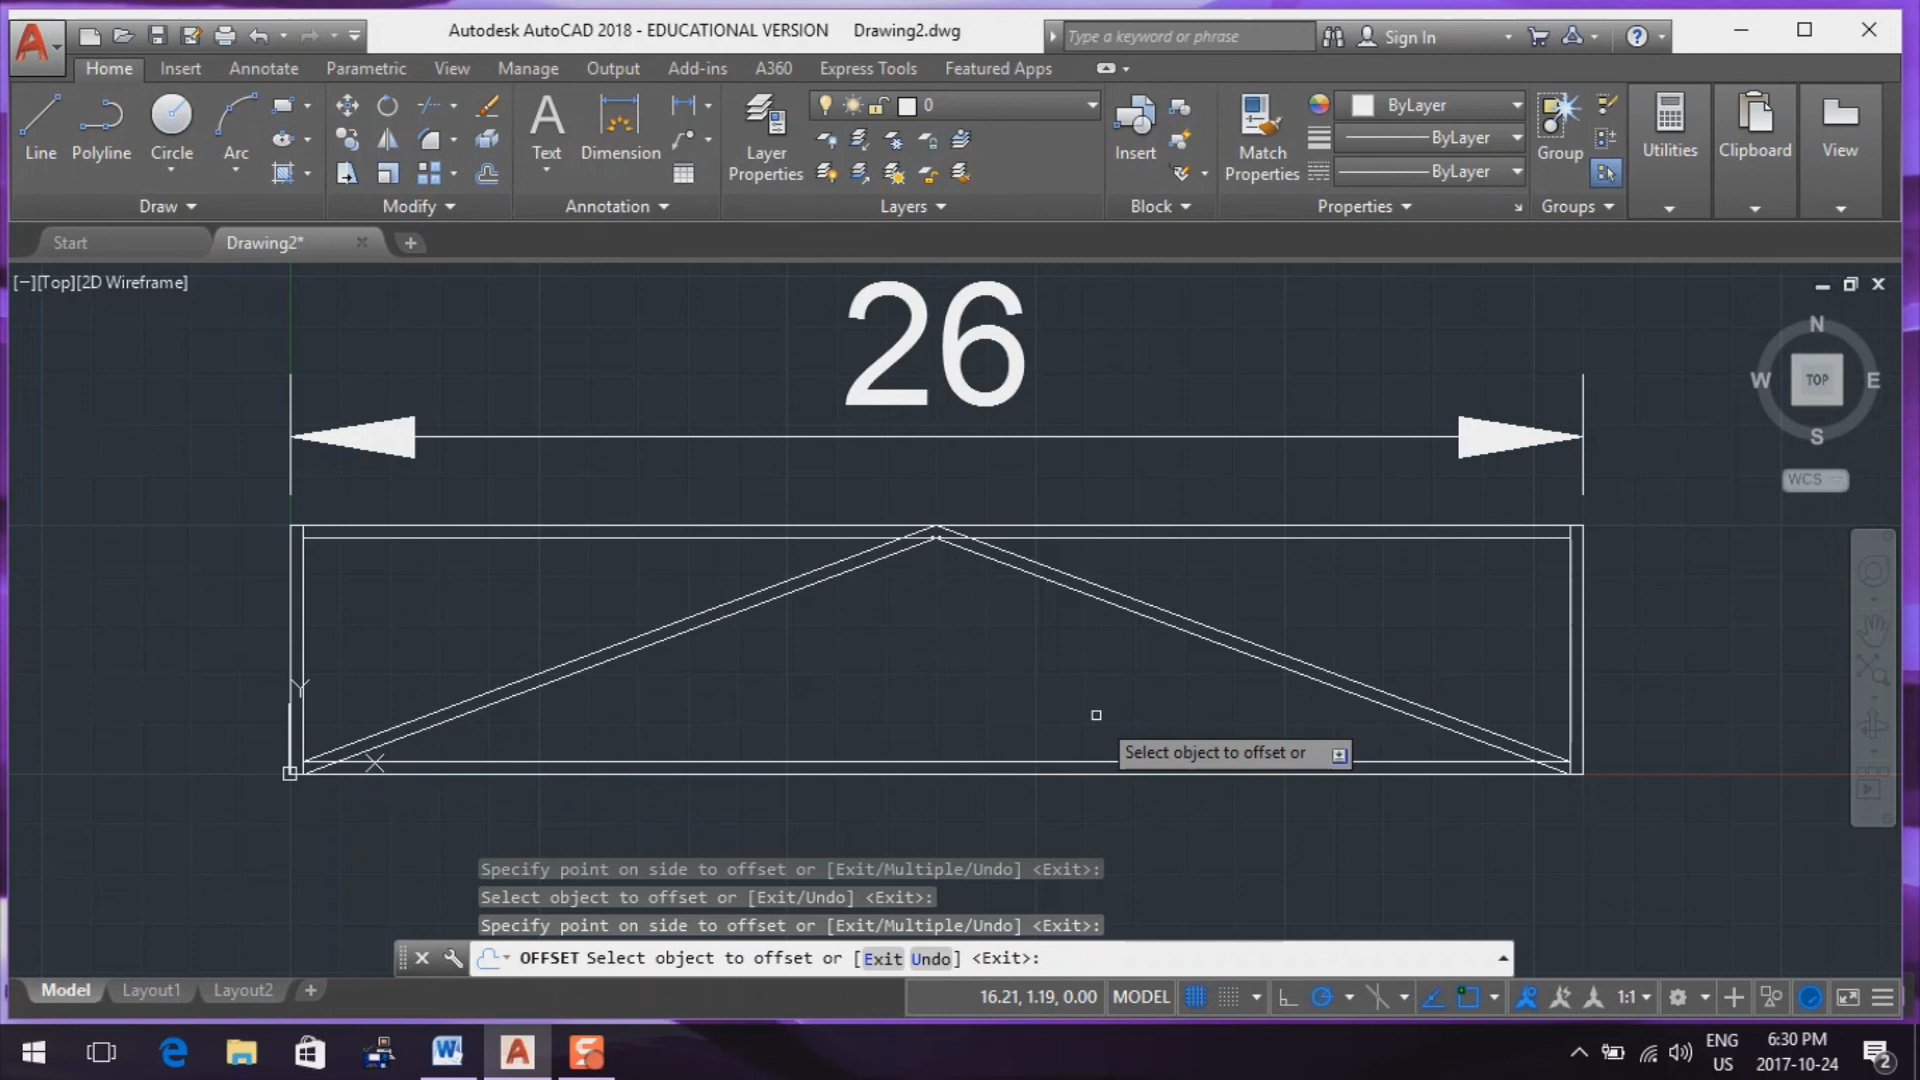 Autodesk AutoCAD 2018 - EDUCATIONAL VERSION Drawing2.dwg
Type a keyword or phrase
Sign In
Home Insert Annotate Parametric View Manage Output Add-ins A360 Express Tools Featured Apps
0
ByLayer
ByLayer
ByLayer
Line Polyline Circle Arc
Text Dimension
Layer Properties
Insert
Match Properties
Group
Utilities Clipboard View
Draw Modify Annotation Layers Block Properties Groups
Start Drawing2*
[−][Top][2D Wireframe]
26
N
W TOP E
S
WCS
Y
X
Select object to offset or
Specify point on side to offset or [Exit/Multiple/Undo] <Exit>:
Select object to offset or [Exit/Undo] <Exit>:
Specify point on side to offset or [Exit/Multiple/Undo] <Exit>:
OFFSET Select object to offset or [Exit Undo] <Exit>:
Model Layout1 Layout2
16.21, 1.19, 0.00 MODEL 1:1
ENG 6:30 PM
US 2017-10-24 2